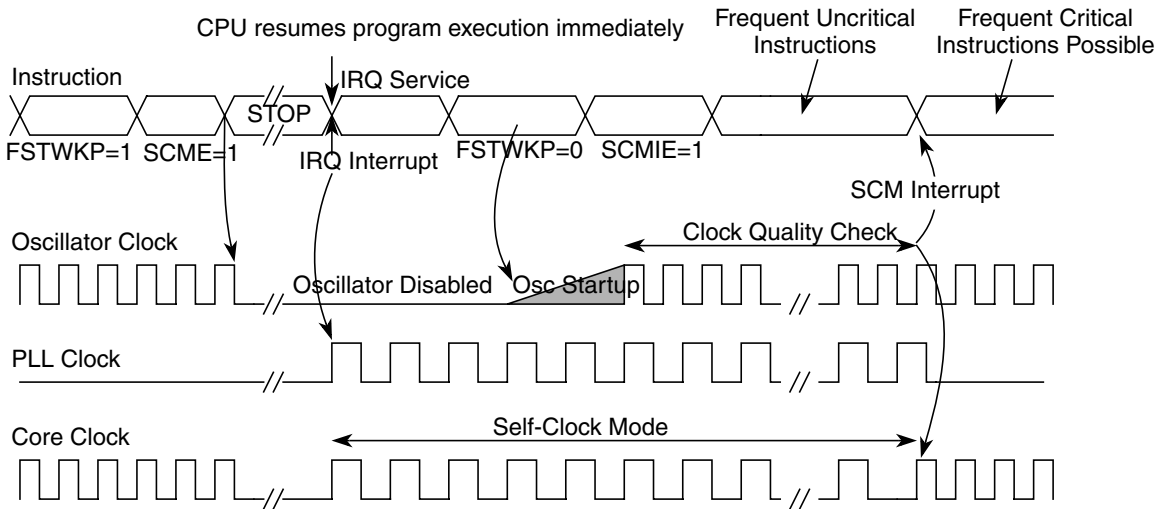 CPU resumes program execution immediately
Frequent Uncritical
Instructions
Frequent Critical
Instructions Possible
Instruction
IRQ Service
STOP
FSTWKP=1
SCME=1
IRQ Interrupt
FSTWKP=0
SCMIE=1
SCM Interrupt
Oscillator Clock
Clock Quality Check
Oscillator Disabled
Osc Startup
PLL Clock
Core Clock
Self-Clock Mode